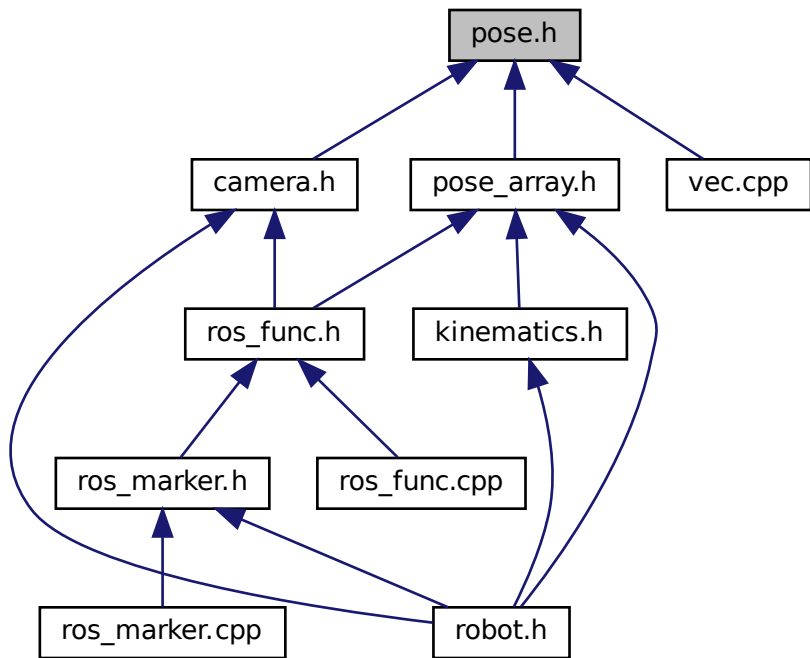 pose.h
camera.h
pose_array.h
vec.cpp
ros_func.h
kinematics.h
ros_marker.h
ros_func.cpp
ros_marker.cpp
robot.h